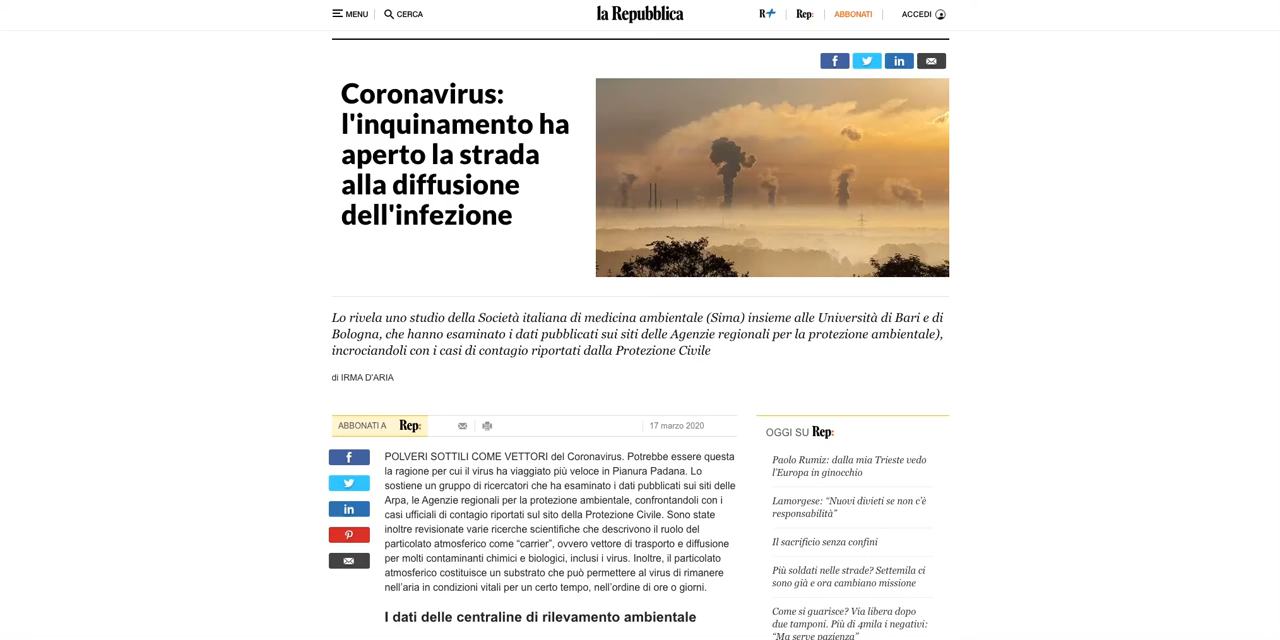 MENU
CERCA
la Repubblica
R+
Rep:
ABBONATI
ACCEDI
Coronavirus:
l'inquinamento ha
aperto la strada
alla diffusione
dell'infezione
Lo rivela uno studio della Società italiana di medicina ambientale (Sima) insieme alle Università di Bari e di
Bologna, che hanno esaminato i dati pubblicati sui siti delle Agenzie regionali per la protezione ambientale),
incrociandoli con i casi di contagio riportati dalla Protezione Civile
di IRMA D'ARIA
ABBONATI A Rep:
17 marzo 2020
POLVERI SOTTILI COME VETTORI del Coronavirus. Potrebbe essere questa
la ragione per cui il virus ha viaggiato più veloce in Pianura Padana. Lo
sostiene un gruppo di ricercatori che ha esaminato i dati pubblicati sui siti delle
Arpa, le Agenzie regionali per la protezione ambientale, confrontandoli con i
casi ufficiali di contagio riportati sul sito della Protezione Civile. Sono state
inoltre revisionate varie ricerche scientifiche che descrivono il ruolo del
particolato atmosferico come “carrier”, ovvero vettore di trasporto e diffusione
per molti contaminanti chimici e biologici, inclusi i virus. Inoltre, il particolato
atmosferico costituisce un substrato che può permettere al virus di rimanere
nell’aria in condizioni vitali per un certo tempo, nell’ordine di ore o giorni.
I dati delle centraline di rilevamento ambientale
OGGI SU Rep:
Paolo Rumiz: dalla mia Trieste vedo
l’Europa in ginocchio
Lamorgese: “Nuovi divieti se non c’è
responsabilità”
Il sacrificio senza confini
Più soldati nelle strade? Settemila ci
sono già e ora cambiano missione
Come si guarisce? Via libera dopo
due tamponi. Più di 4mila i negativi:
“Ma serve pazienza”